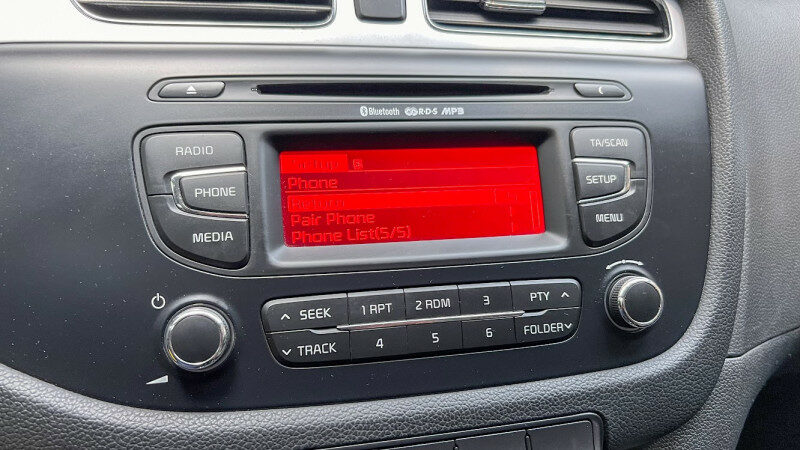 Bluetooth R·D·S MP3
RADIO
PHONE
MEDIA
Phone
Return
Pair Phone
Phone List(5/5)
TA/SCAN
SETUP
MENU
SEEK 1 RPT 2 RDM 3 PTY
TRACK 4 5 6 FOLDER